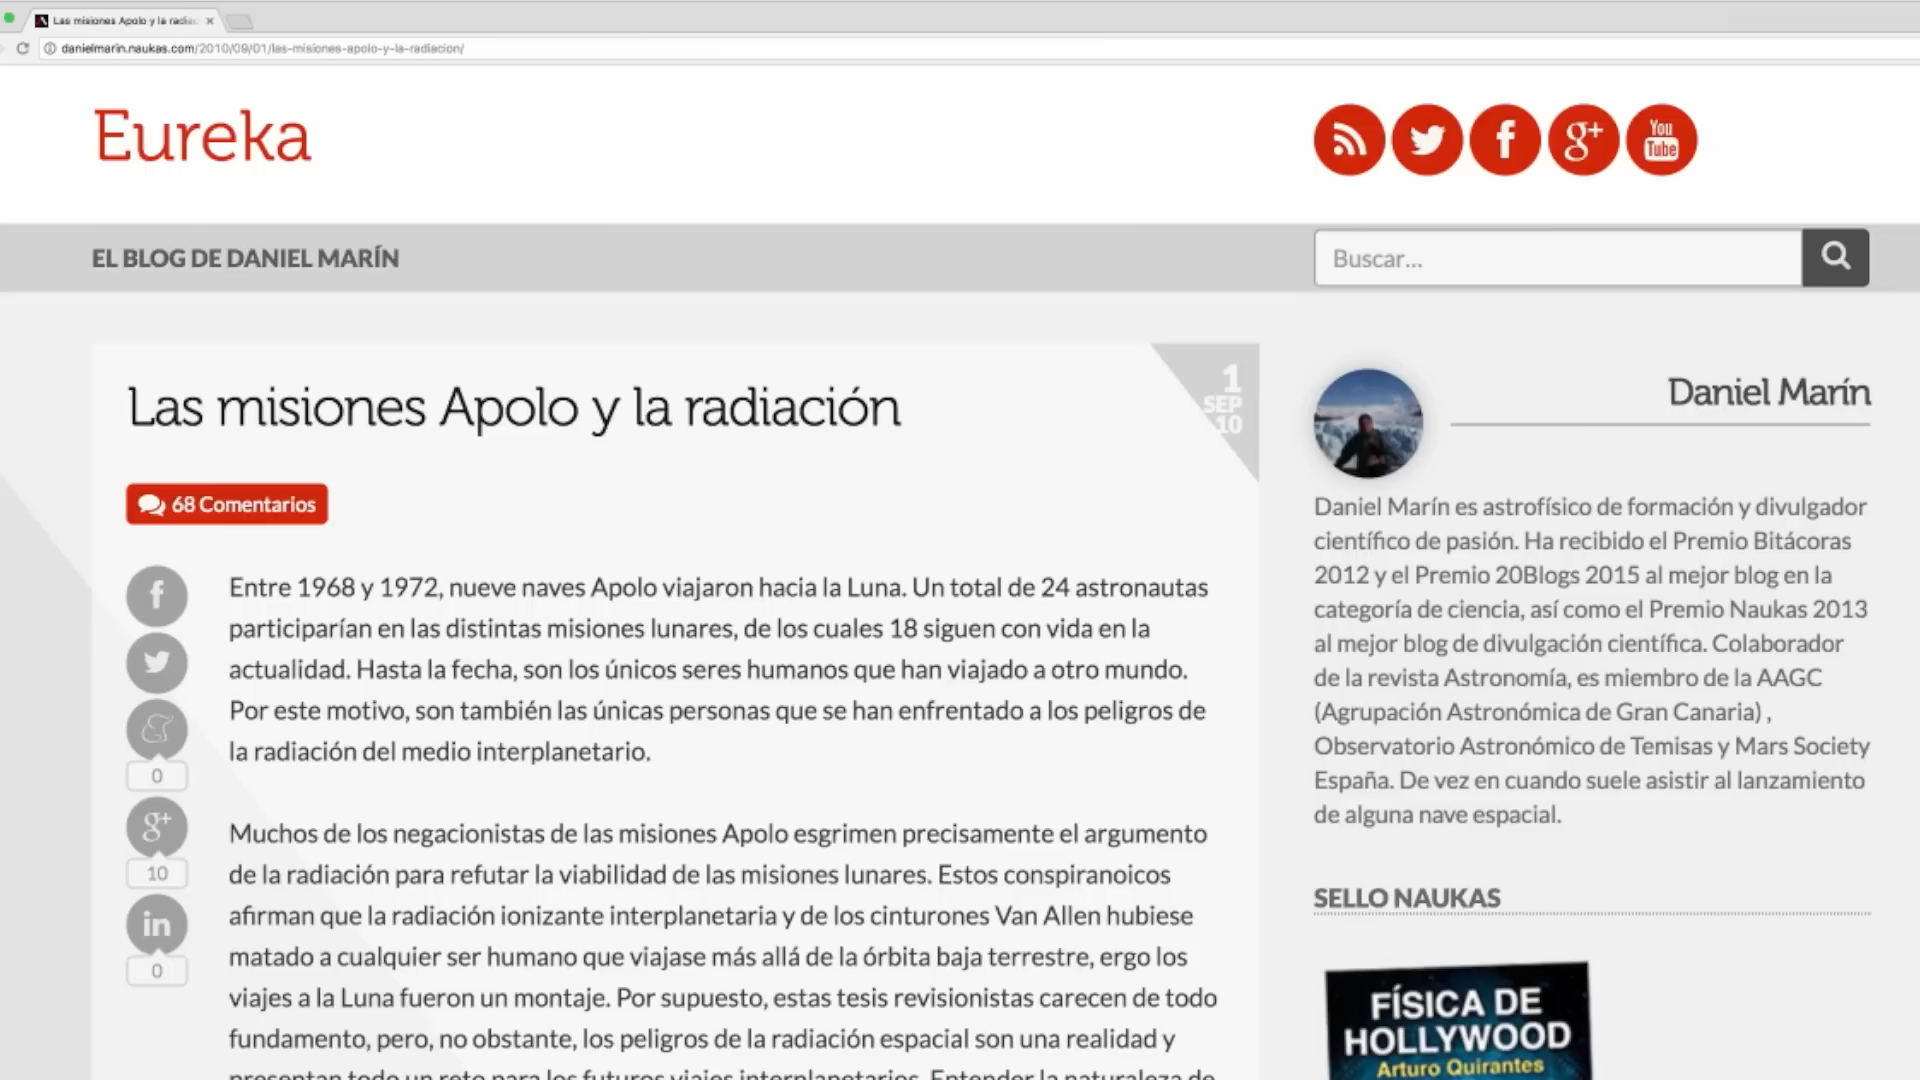 Las misiones Apolo y la radiac
danielmarin.naukas.com/2010/09/01/las-misiones-apolo-y-la-radiacion/
Eureka
You
Tube
EL BLOG DE DANIEL MARÍN
Buscar...
1
SEP
10
Las misiones Apolo y la radiación
68 Comentarios
Entre 1968 y 1972, nueve naves Apolo viajaron hacia la Luna. Un total de 24 astronautas
participarían en las distintas misiones lunares, de los cuales 18 siguen con vida en la
actualidad. Hasta la fecha, son los únicos seres humanos que han viajado a otro mundo.
Por este motivo, son también las únicas personas que se han enfrentado a los peligros de
la radiación del medio interplanetario.
0
10
0
Muchos de los negacionistas de las misiones Apolo esgrimen precisamente el argumento
de la radiación para refutar la viabilidad de las misiones lunares. Estos conspiranoicos
afirman que la radiación ionizante interplanetaria y de los cinturones Van Allen hubiese
matado a cualquier ser humano que viajase más allá de la órbita baja terrestre, ergo los
viajes a la Luna fueron un montaje. Por supuesto, estas tesis revisionistas carecen de todo
fundamento, pero, no obstante, los peligros de la radiación espacial son una realidad y
presentan todo un reto para los futuros viajes interplanetarios. Entender la naturaleza de
Daniel Marín
Daniel Marín es astrofísico de formación y divulgador
científico de pasión. Ha recibido el Premio Bitácoras
2012 y el Premio 20Blogs 2015 al mejor blog en la
categoría de ciencia, así como el Premio Naukas 2013
al mejor blog de divulgación científica. Colaborador
de la revista Astronomía, es miembro de la AAGC
(Agrupación Astronómica de Gran Canaria) ,
Observatorio Astronómico de Temisas y Mars Society
España. De vez en cuando suele asistir al lanzamiento
de alguna nave espacial.
SELLO NAUKAS
FÍSICA DE
HOLLYWOOD
Arturo Quirantes